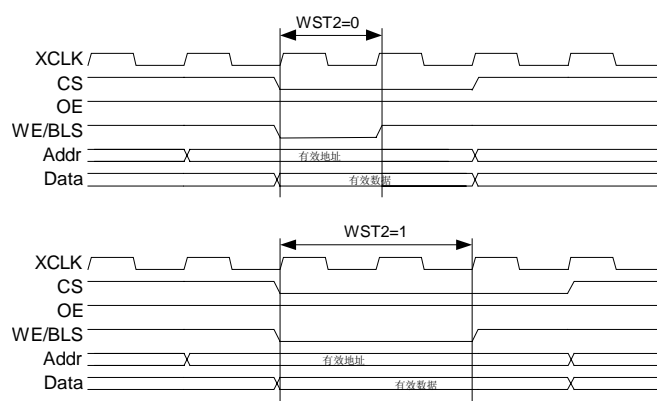 WST2=0
XCLK
CS
OE
WE/BLS
Addr
有效地址
Data
有效数据
WST2=1
XCLK
CS
OE
WE/BLS
Addr
有效地址
Data
有效数据